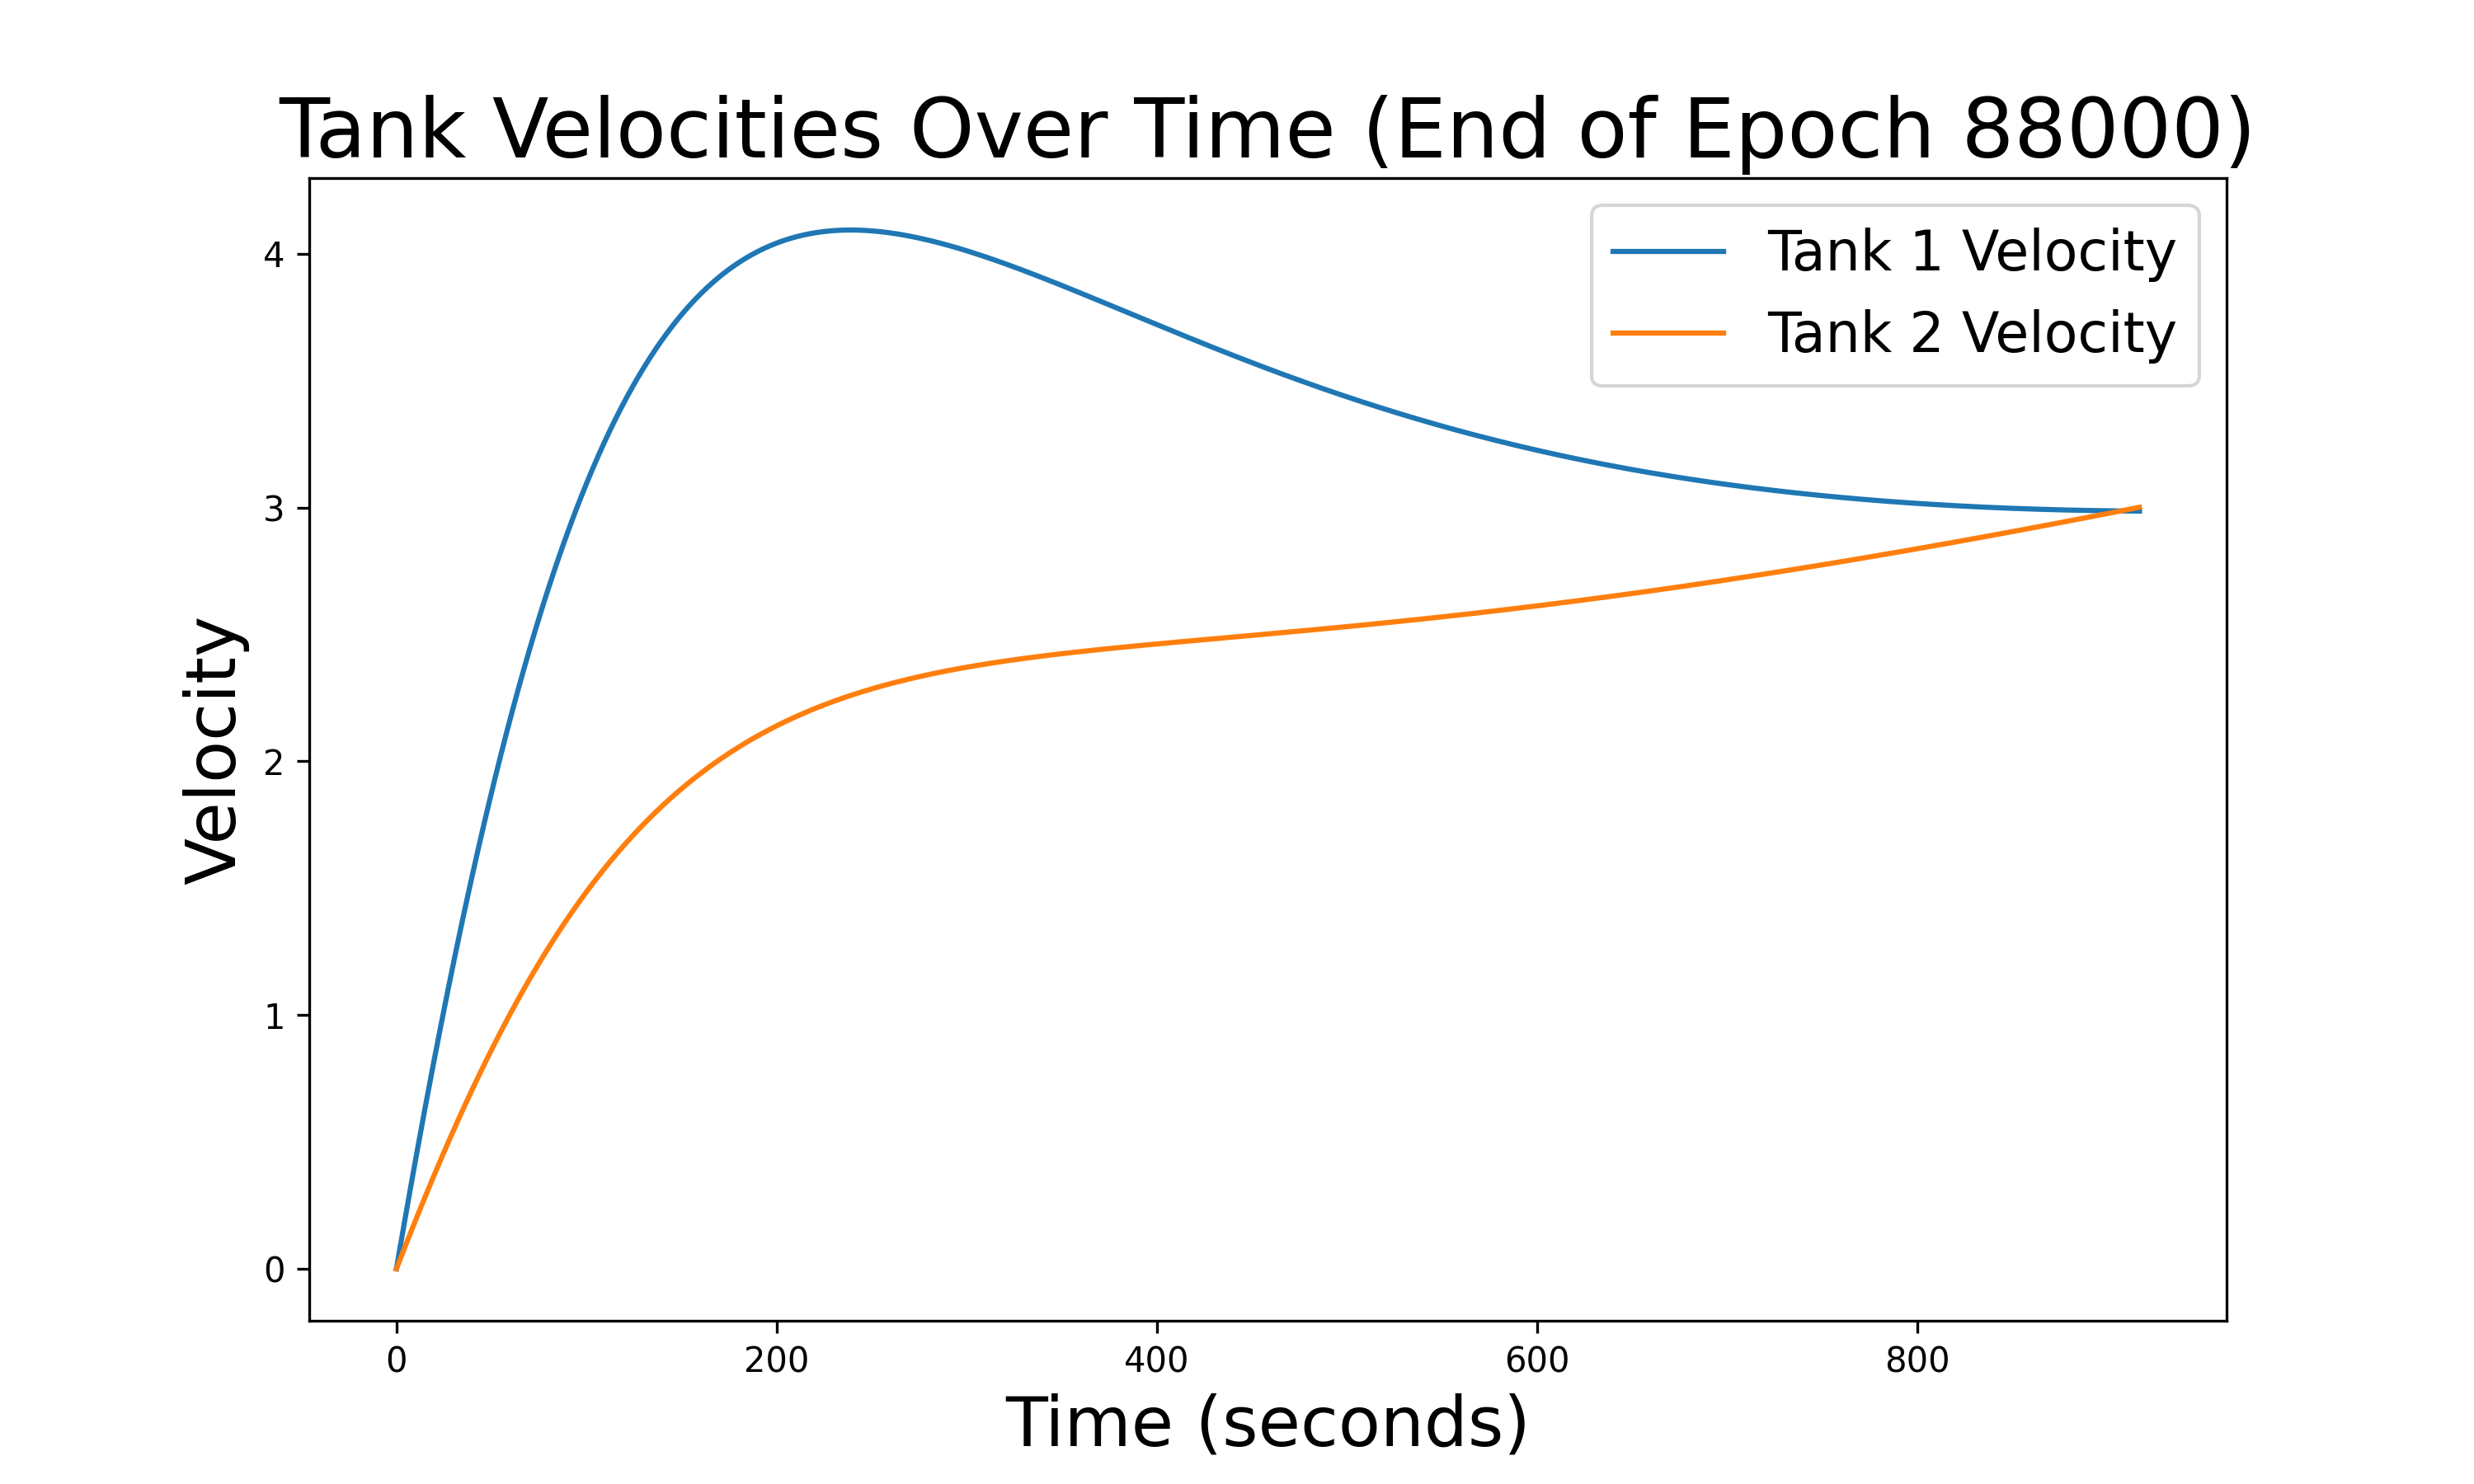 Tank Velocities Over Time (End of Epoch 88000)
Tank 1 Velocity
Tank 2 Velocity
Velocity
4
3
2
1
0
0 200 400 600 800
Time (seconds)